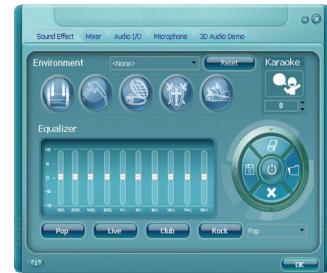 Sound Effect Mixer Audio I/O Microphone 3D Audio Demo
Environment <None> Reset Karaoke
0
Equalizer
0
Pop Live Club Rock Pop
OK